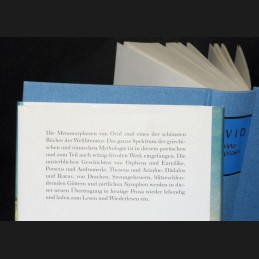 VID
Die Metamorphosen von Ovid sind eines der schönsten
Bücher der Weltliteratur. Das ganze Spektrum der griechi-
schen und römischen Mythologie ist in diesem poetischen
und zum Teil auch witzig-frivolen Werk eingefangen. Die
unsterblichen Geschichten von Orpheus und Eurydike,
Perseus und Andromeda, Theseus und Ariadne, Dädalus
und Ikarus, von Drachen, Seeungeheuern, blitzeschleu-
dernden Göttern und zärtlichen Nymphen werden in die-
ser neuen Übertragung in heutige Prosa wieder lebendig
und laden zum Lesen und Wiederlesen ein.